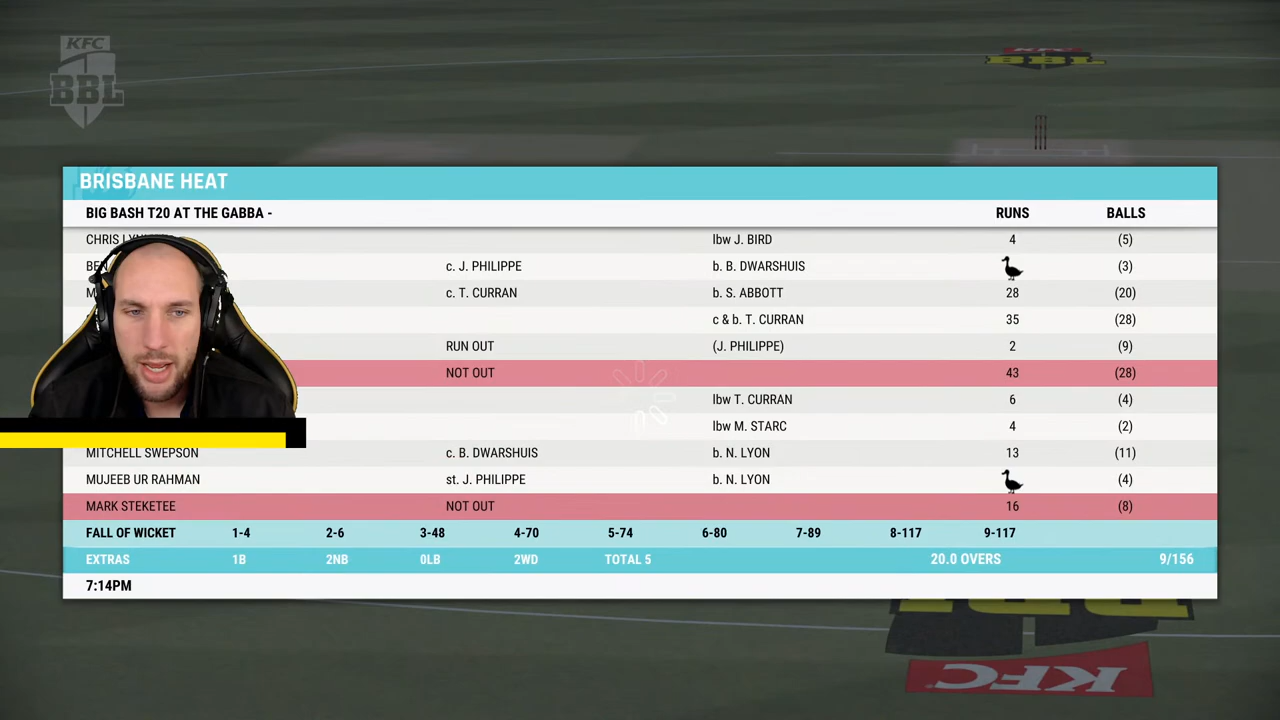 KFC
BBL
KFC
BBL
BRISBANE HEAT
BIG BASH T20 AT THE GABBA - RUNS BALLS
CHRIS lbw J. BIRD 4 (5)
BEN c. J. PHILIPPE b. B. DWARSHUIS (3)
c. T. CURRAN b. S. ABBOTT 28 (20)
c & b. T. CURRAN 35 (28)
RUN OUT (J. PHILIPPE) 2 (9)
NOT OUT 43 (28)
lbw T. CURRAN 6 (4)
lbw M. STARC 4 (2)
MITCHELL SWEPSON c. B. DWARSHUIS b. N. LYON 13 (11)
MUJEEB UR RAHMAN st. J. PHILIPPE b. N. LYON (4)
MARK STEKETEE NOT OUT 16 (8)
FALL OF WICKET 1-4 2-6 3-48 4-70 5-74 6-80 7-89 8-117 9-117
EXTRAS 1B 2NB 0LB 2WD TOTAL 5 20.0 OVERS 9/156
7:14PM
KFC